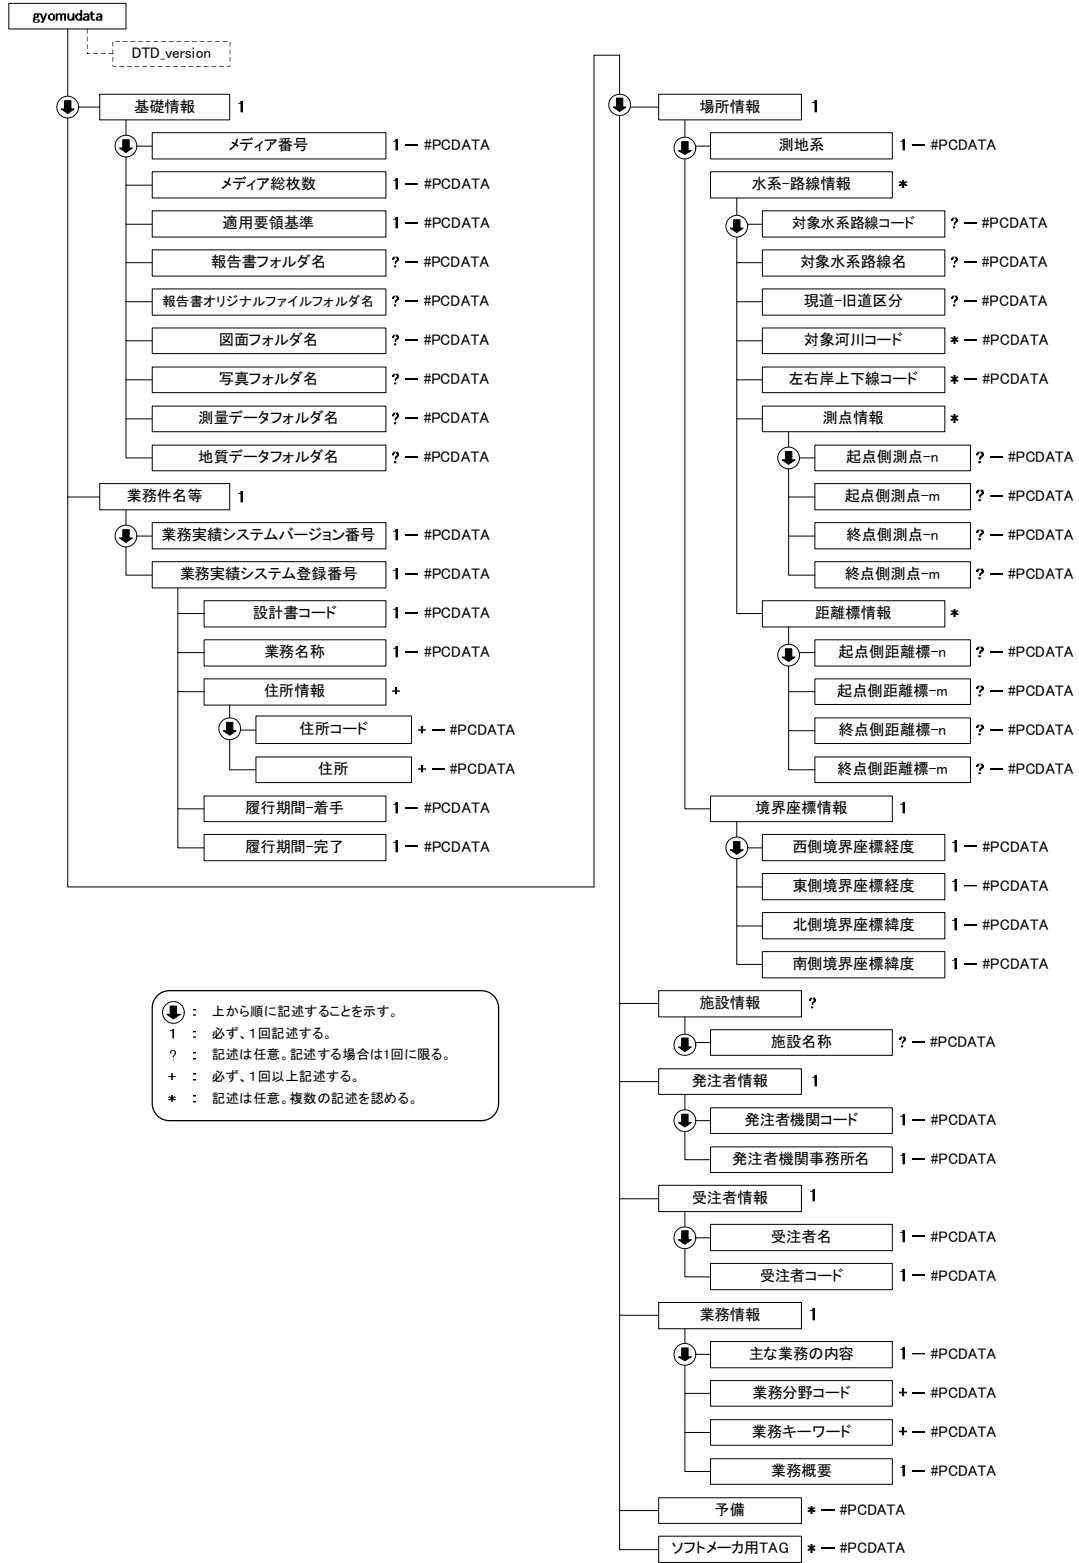 gyomudata
DTD_version
基礎情報 1
メディア番号 1 － #PCDATA
メディア総枚数 1 － #PCDATA
適用要領基準 1 － #PCDATA
報告書フォルダ名 ? － #PCDATA
報告書オリジナルファイルフォルダ名 ? － #PCDATA
図面フォルダ名 ? － #PCDATA
写真フォルダ名 ? － #PCDATA
測量データフォルダ名 ? － #PCDATA
地質データフォルダ名 ? － #PCDATA
業務件名等 1
業務実績システムバージョン番号 1 － #PCDATA
業務実績システム登録番号 1 － #PCDATA
設計書コード 1 － #PCDATA
業務名称 1 － #PCDATA
住所情報 +
住所コード + － #PCDATA
住所 + － #PCDATA
履行期間-着手 1 － #PCDATA
履行期間-完了 1 － #PCDATA
場所情報 1
測地系 1 － #PCDATA
水系-路線情報 *
対象水系路線コード ? － #PCDATA
対象水系路線名 ? － #PCDATA
現道-旧道区分 ? － #PCDATA
対象河川コード * － #PCDATA
左右岸上下線コード * － #PCDATA
測点情報 *
起点側測点-n ? － #PCDATA
起点側測点-m ? － #PCDATA
終点側測点-n ? － #PCDATA
終点側測点-m ? － #PCDATA
距離標情報 *
起点側距離標-n ? － #PCDATA
起点側距離標-m ? － #PCDATA
終点側距離標-n ? － #PCDATA
終点側距離標-m ? － #PCDATA
境界座標情報 1
西側境界座標経度 1 － #PCDATA
東側境界座標経度 1 － #PCDATA
北側境界座標緯度 1 － #PCDATA
南側境界座標緯度 1 － #PCDATA
施設情報 ?
施設名称 ? － #PCDATA
発注者情報 1
発注者機関コード 1 － #PCDATA
発注者機関事務所名 1 － #PCDATA
受注者情報 1
受注者名 1 － #PCDATA
受注者コード 1 － #PCDATA
業務情報 1
主な業務の内容 1 － #PCDATA
業務分野コード + － #PCDATA
業務キーワード + － #PCDATA
業務概要 1 － #PCDATA
予備 * － #PCDATA
ソフトメーカ用TAG * － #PCDATA
： 上から順に記述することを示す。
1 ： 必ず、1回記述する。
? ： 記述は任意。記述する場合は1回に限る。
+ ： 必ず、1回以上記述する。
* ： 記述は任意。複数の記述を認める。